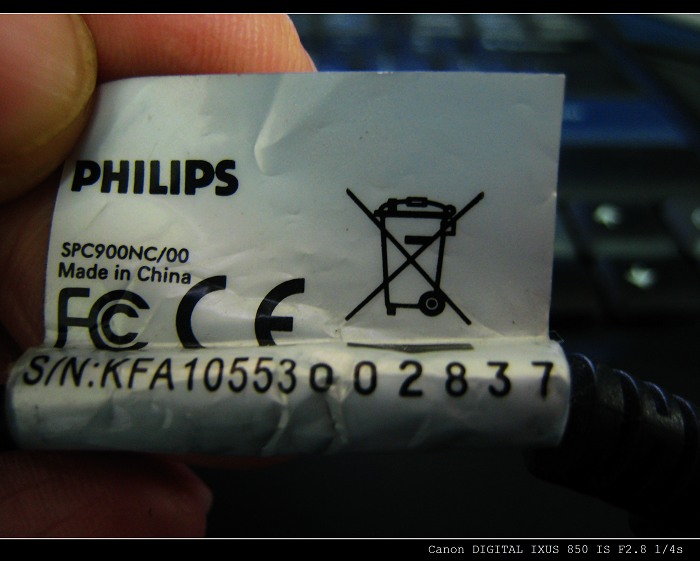 PHILIPS
SPC900NC/00
Made in China
FC CE
S/N:KFA10553002837
Canon DIGITAL IXUS 850 IS F2.8 1/4s